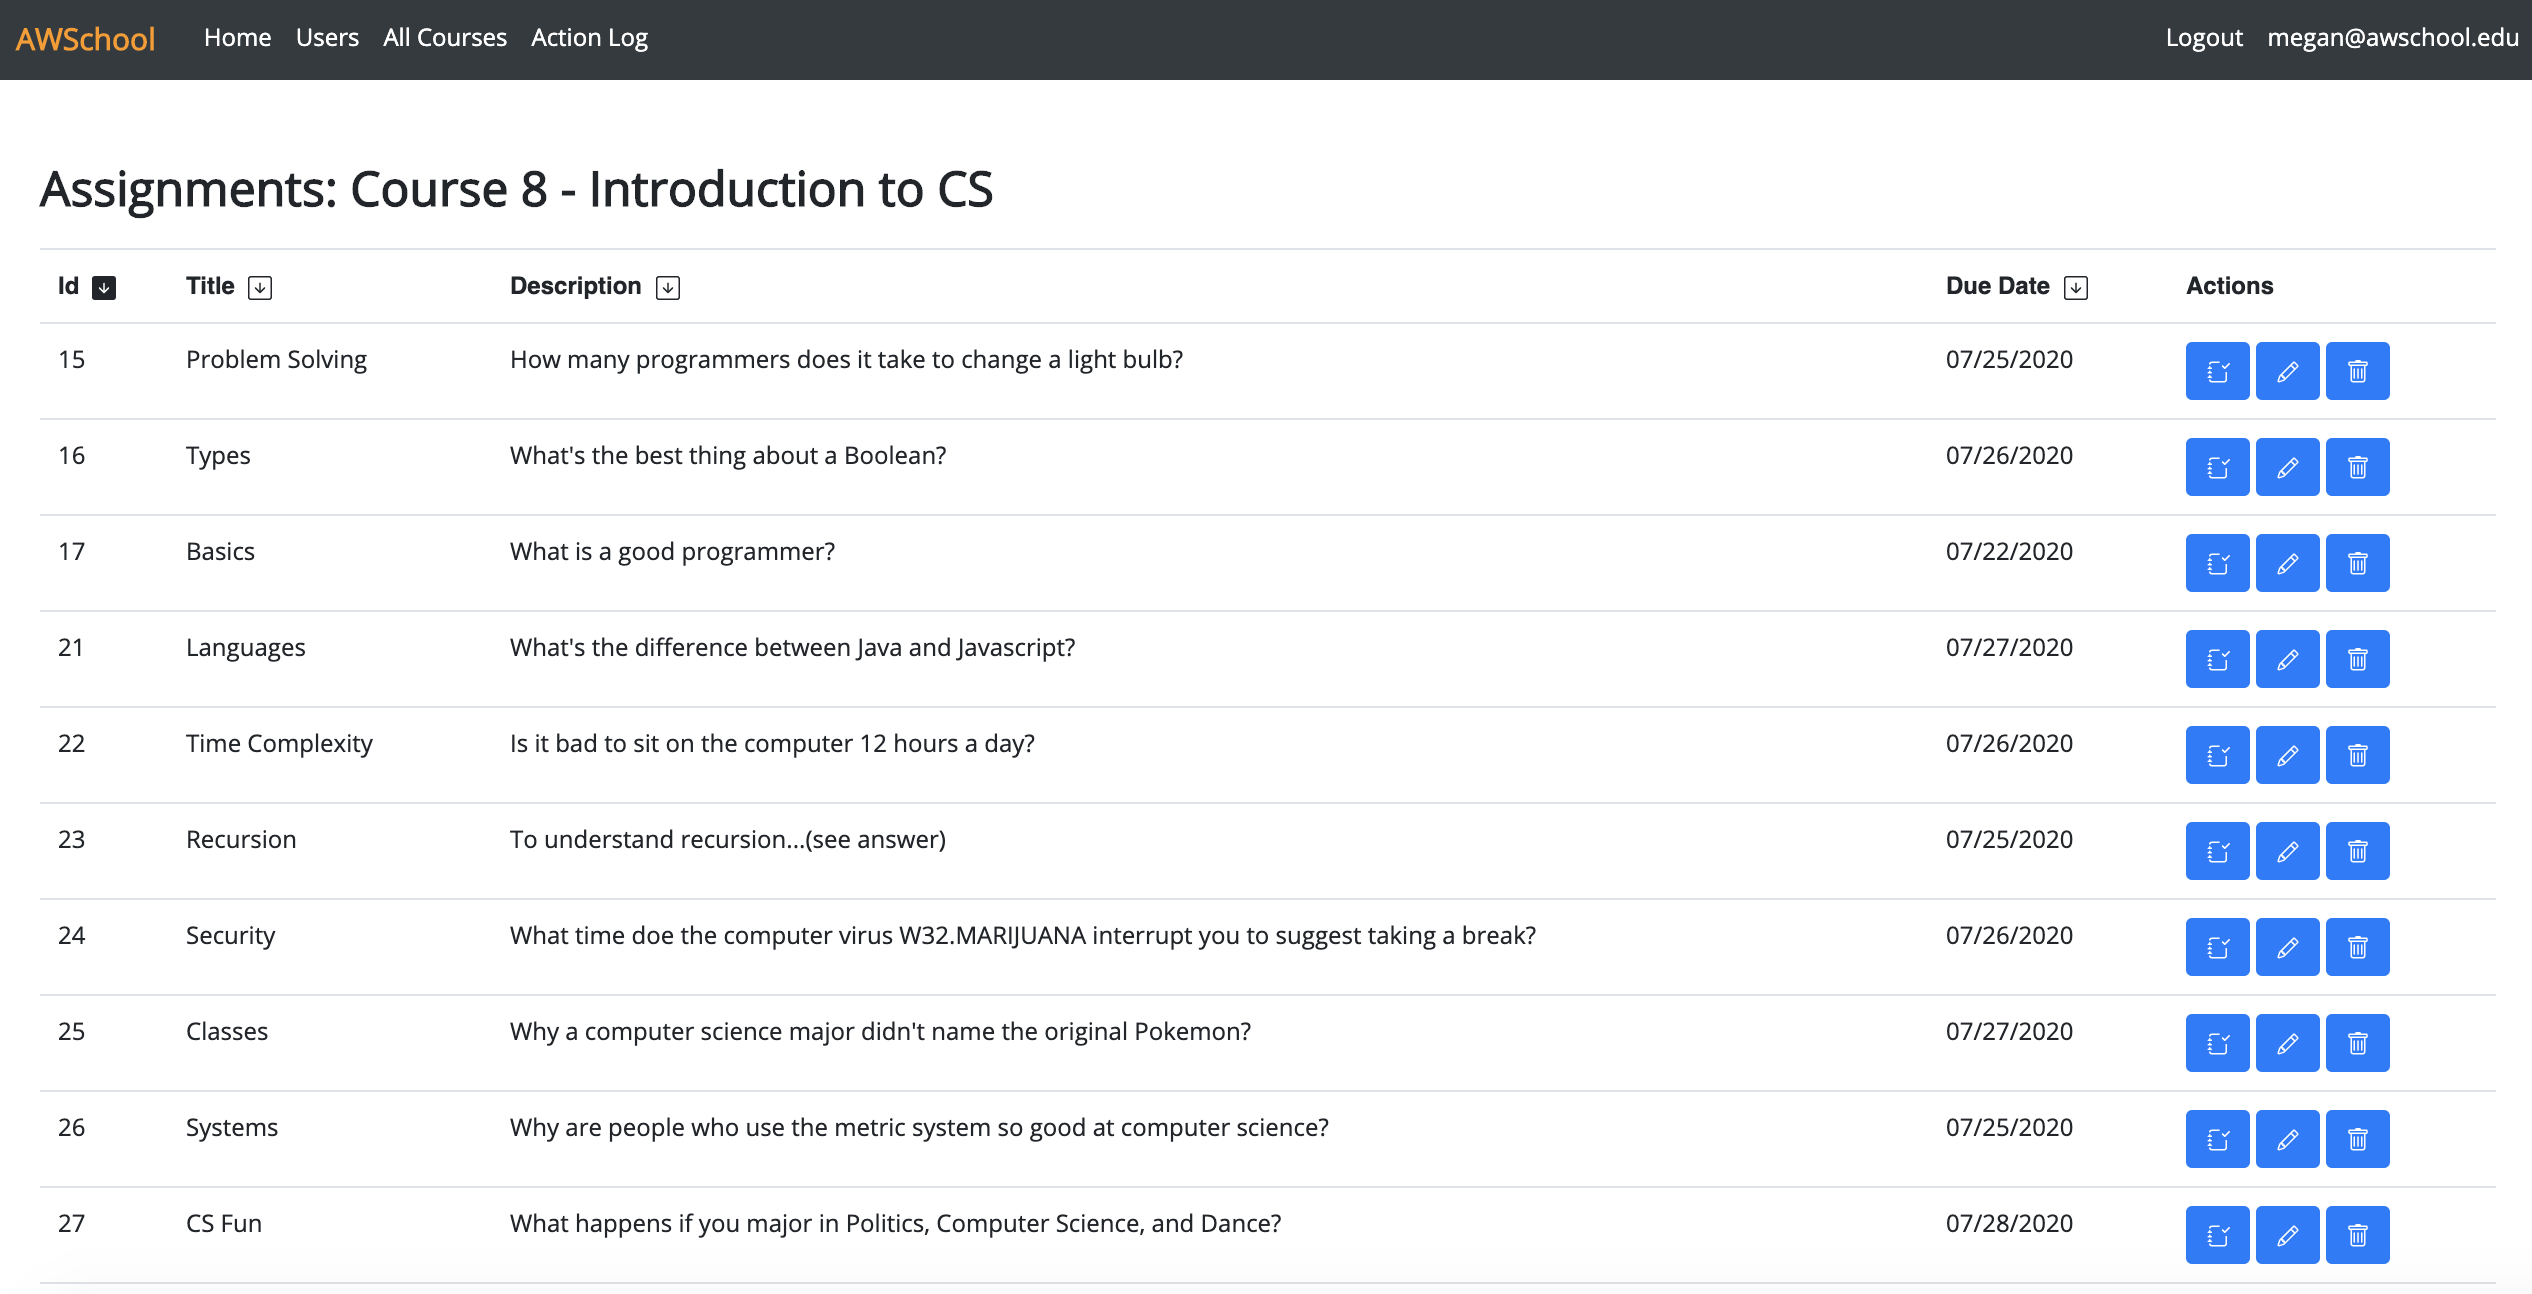 AWSchool Home Users All Courses Action Log Logout megan@awschool.edu
Assignments: Course 8 - Introduction to CS
Id Title Description Due Date Actions
15 Problem Solving How many programmers does it take to change a light bulb? 07/25/2020
16 Types What's the best thing about a Boolean? 07/26/2020
17 Basics What is a good programmer? 07/22/2020
21 Languages What's the difference between Java and Javascript? 07/27/2020
22 Time Complexity Is it bad to sit on the computer 12 hours a day? 07/26/2020
23 Recursion To understand recursion...(see answer) 07/25/2020
24 Security What time doe the computer virus W32.MARIJUANA interrupt you to suggest taking a break? 07/26/2020
25 Classes Why a computer science major didn't name the original Pokemon? 07/27/2020
26 Systems Why are people who use the metric system so good at computer science? 07/25/2020
27 CS Fun What happens if you major in Politics, Computer Science, and Dance? 07/28/2020